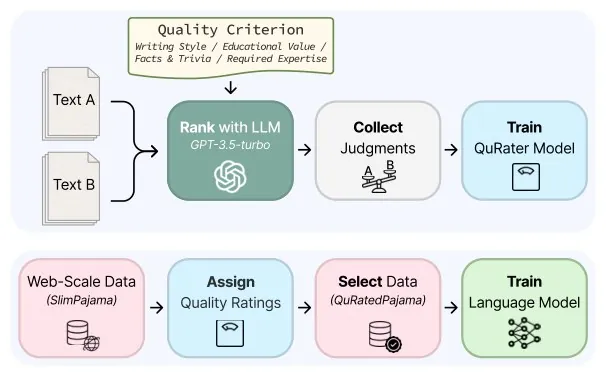 Quality Criterion
Writing Style / Educational Value /
Facts & Trivia / Required Expertise
Text A
Text B
Rank with LLM
GPT-3.5-turbo
Collect
Judgments
A
B
Train
QuRater Model
Web-Scale Data
(SlimPajama)
Assign
Quality Ratings
Select Data
(QuRatedPajama)
Train
Language Model